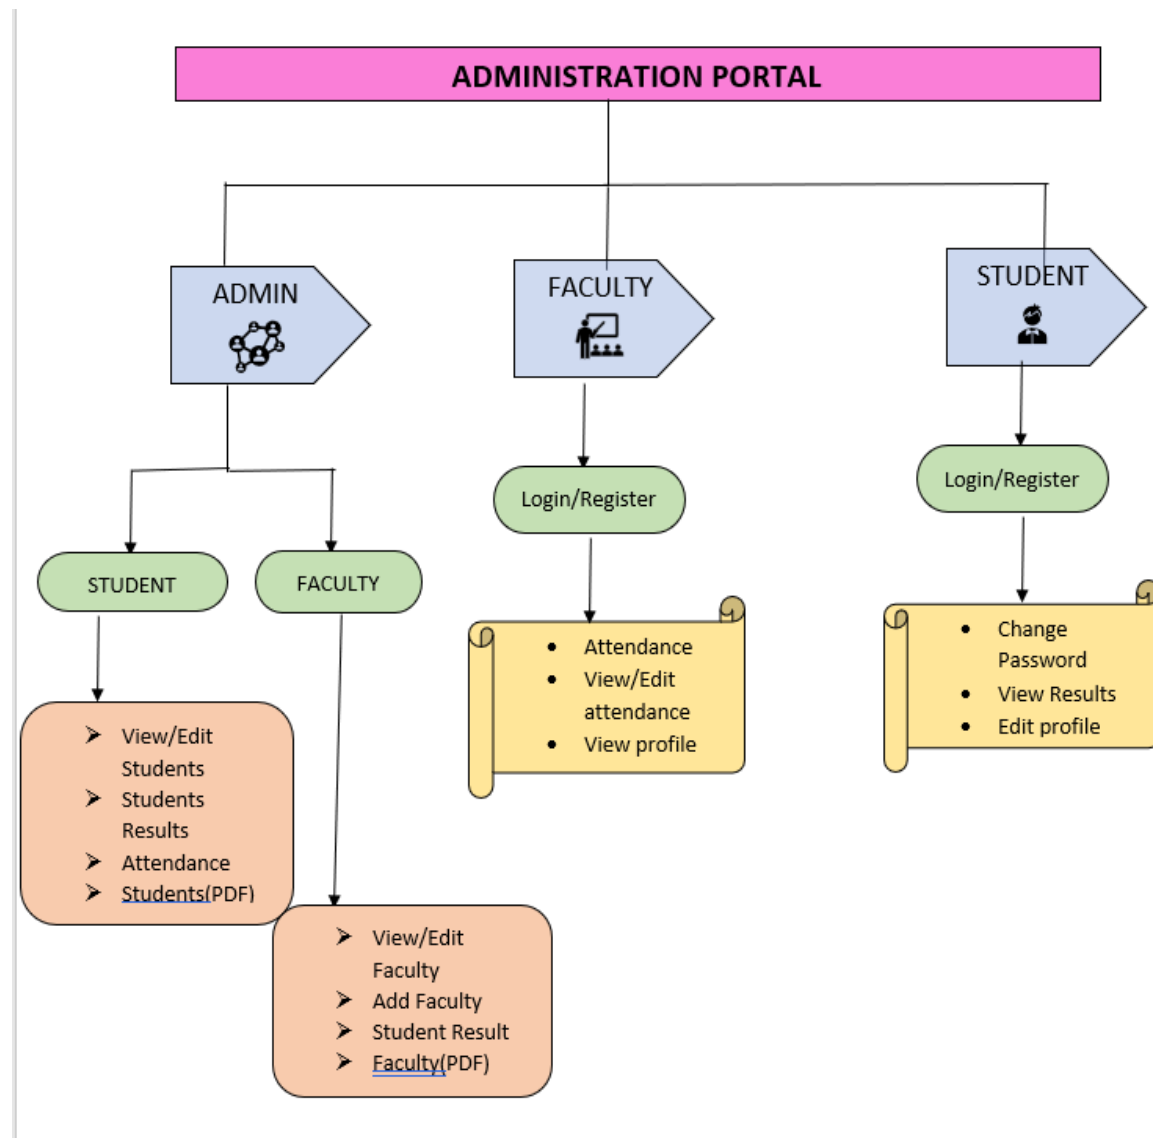 ADMINISTRATION PORTAL
ADMIN
FACULTY
STUDENT
Login/Register
Login/Register
STUDENT
FACULTY
• Attendance
• View/Edit
attendance
• View profile
• Change
Password
• View Results
• Edit profile
➢ View/Edit
Students
➢ Students
Results
➢ Attendance
➢ Students(PDF)
➢ View/Edit
Faculty
➢ Add Faculty
➢ Student Result
➢ Faculty(PDF)